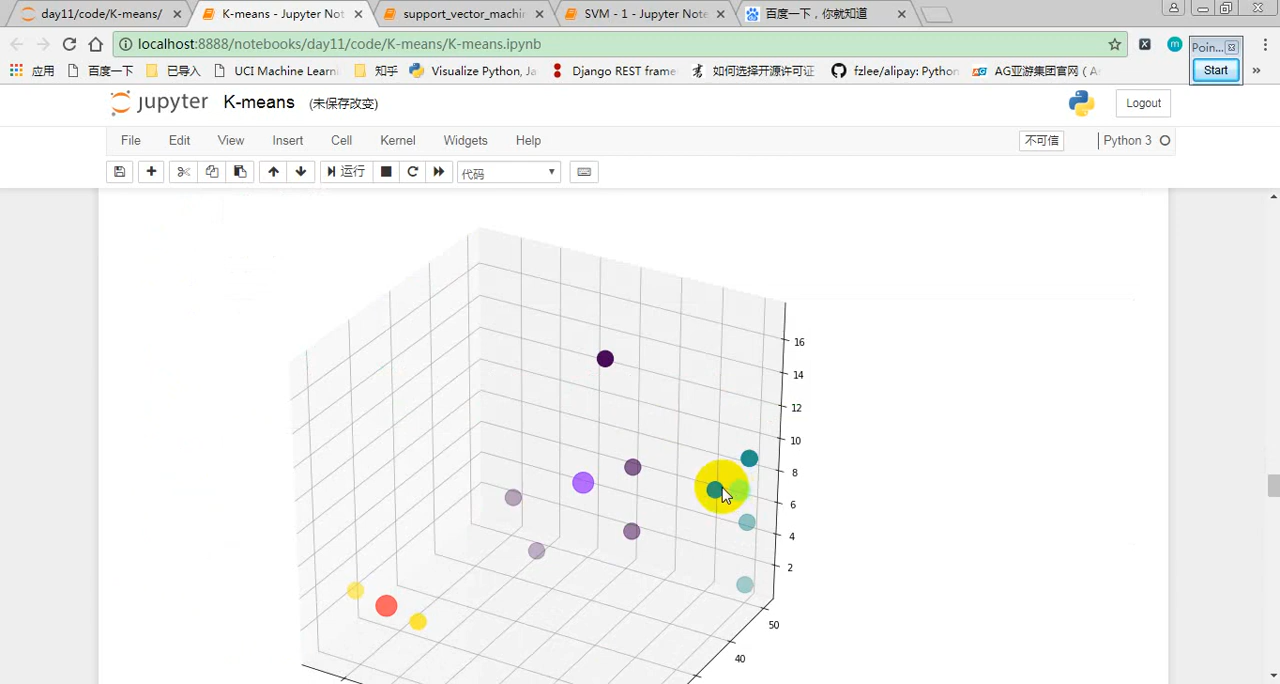 day11/code/K-means/
K-means - Jupyter Not
support_vector_machi
SVM - 1 - Jupyter Note
百度一下，你就知道
localhost:8888/notebooks/day11/code/K-means/K-means.ipynb
应用
百度一下
已导入
UCI Machine Learni
知乎
Visualize Python, Ja
Django REST frame
如何选择开源许可证
fzlee/alipay: Python
AG亚游集团官网（
Poin...
Start
jupyter
K-means
(未保存改变)
Logout
File
Edit
View
Insert
Cell
Kernel
Widgets
Help
不可信
Python 3
运行
代码
16
14
12
10
8
6
4
2
50
40